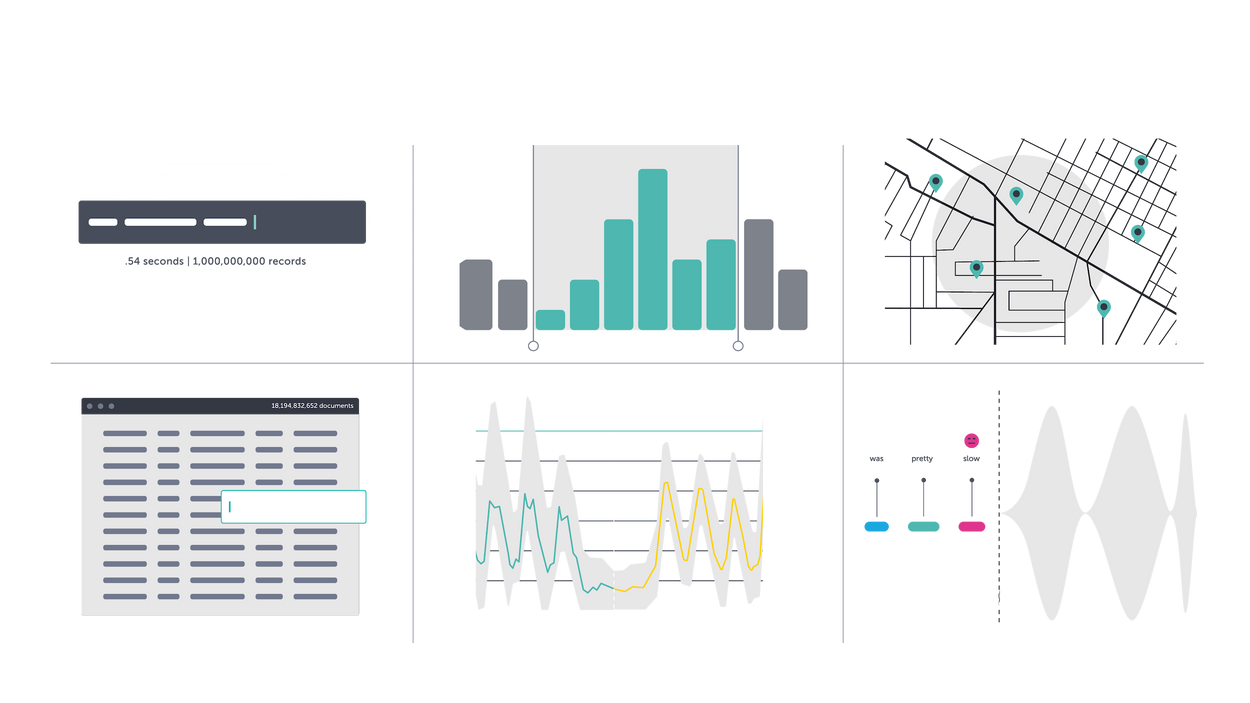 .54 seconds | 1,000,000,000 records
18,194,832,652 documents
was pretty slow